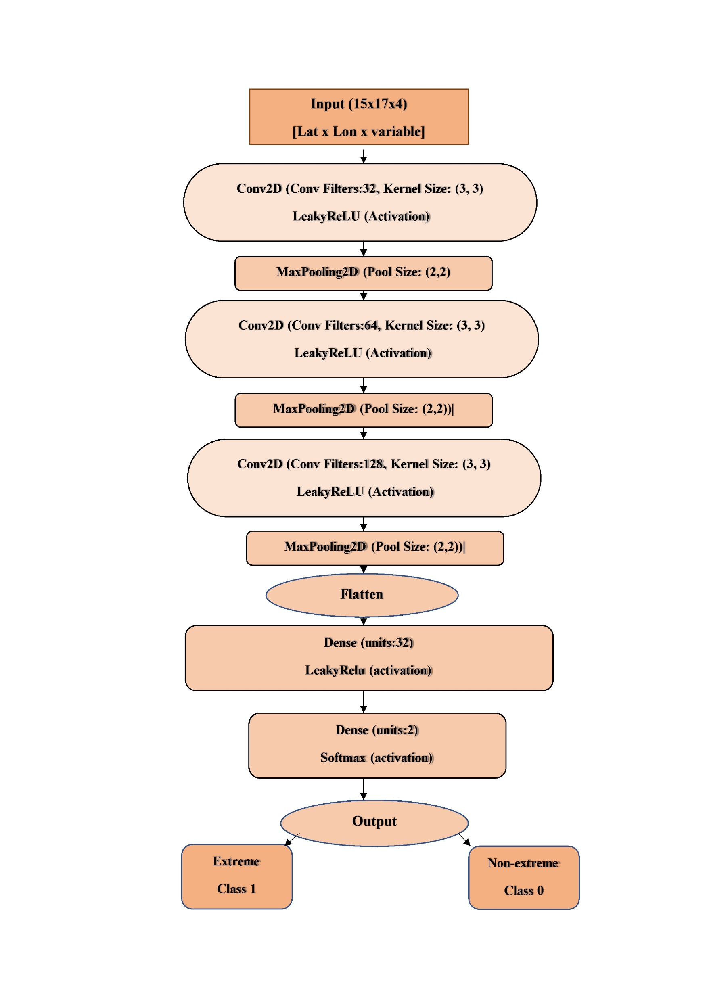 Input (15x17x4)
[Lat x Lon x variable]
Conv2D (Conv Filters:32, Kernel Size: (3, 3)
LeakyReLU (Activation)
MaxPooling2D (Pool Size: (2,2)
Conv2D (Conv Filters:64, Kernel Size: (3, 3)
LeakyReLU (Activation)
MaxPooling2D (Pool Size: (2,2))|
Conv2D (Conv Filters:128, Kernel Size: (3, 3)
LeakyReLU (Activation)
MaxPooling2D (Pool Size: (2,2))|
Flatten
Dense (units:32)
LeakyRelu (activation)
Dense (units:2)
Softmax (activation)
Output
Extreme
Class 1
Non-extreme
Class 0